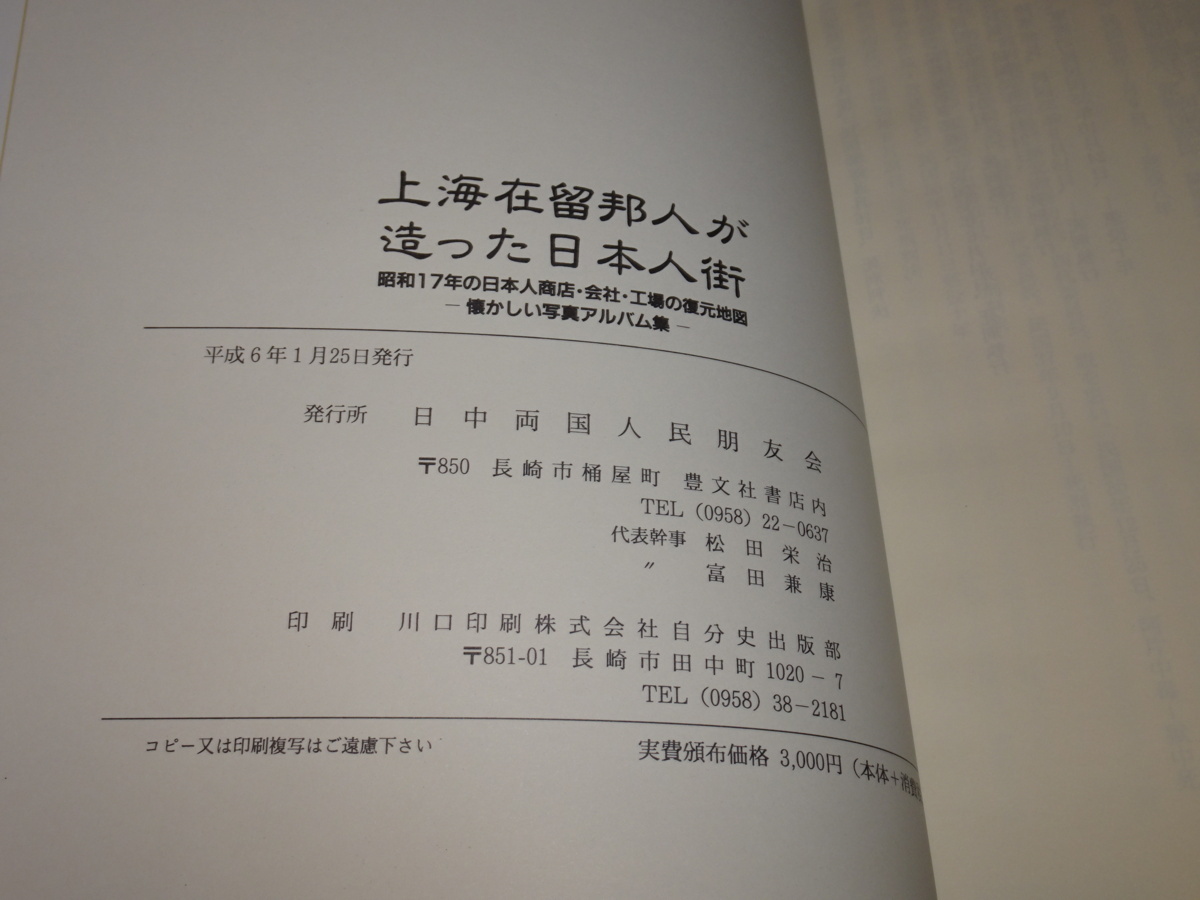 上海在留邦人が
造った日本人街
昭和17年の日本人商店・会社・工場の復元地図
― 懐かしい写真アルバム集 ―
平成6年1月25日発行
発行所 日中両国人民朋友会
〒850 長崎市桶屋町 豊文社書店内
TEL (0958) 22-0637
代表幹事 松田栄治
〃 富田兼康
印刷 川口印刷株式会社自分史出版部
〒851-01 長崎市田中町1020-7
TEL (0958) 38-2181
コピー又は印刷複写はご遠慮下さい
実費頒布価格 3,000円 (本体+消費